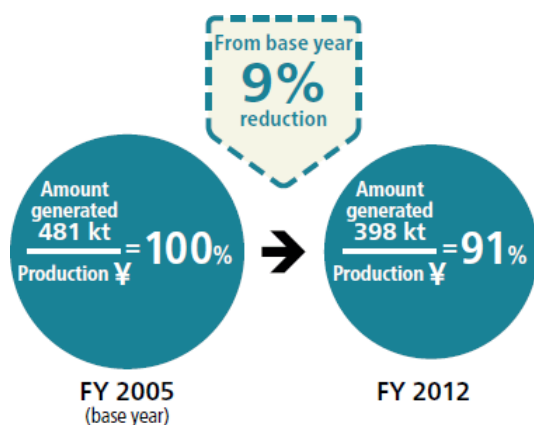 From base year
9%
reduction
Amount
generated
481 kt
Production ¥
=100%
Amount
generated
398 kt
Production ¥
=91%
FY 2005
(base year)
FY 2012